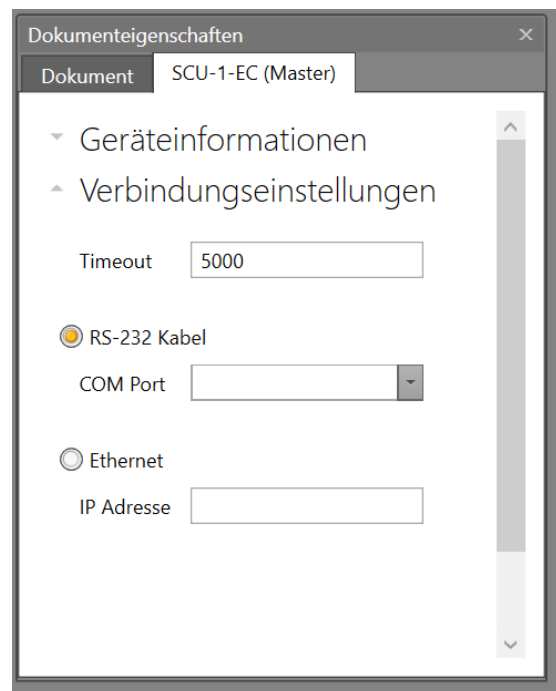 Dokumenteigenschaften
Dokument SCU-1-EC (Master)
Geräteinformationen
Verbindungseinstellungen
Timeout 5000
RS-232 Kabel
COM Port
Ethernet
IP Adresse